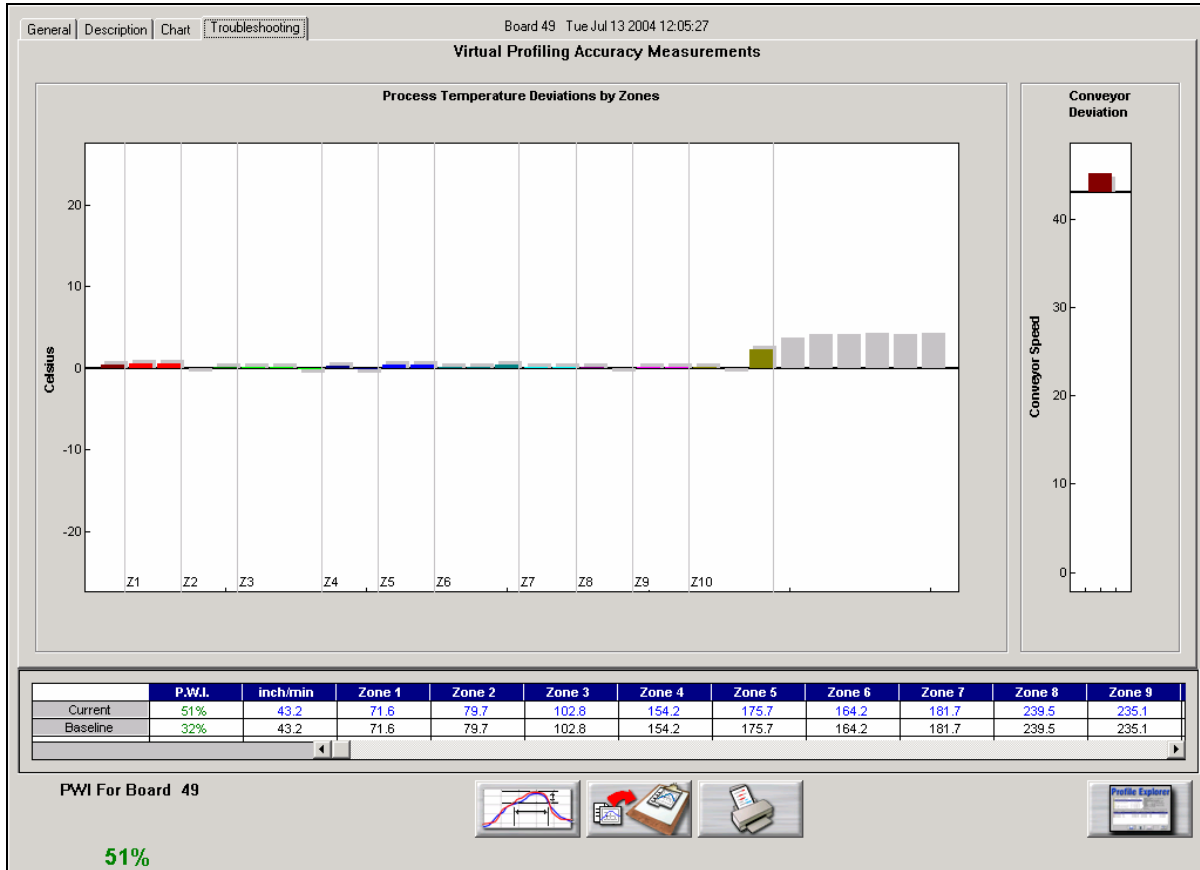 General Description Chart Troubleshooting Board 49 Tue Jul 13 2004 12:05:27
Virtual Profiling Accuracy Measurements
Process Temperature Deviations by Zones
Conveyor
Deviation
Celsius
20
10
0
-10
-20
Z1 Z2 Z3 Z4 Z5 Z6 Z7 Z8 Z9 Z10
Conveyor Speed
40
30
20
10
0
P.W.I. inch/min Zone 1 Zone 2 Zone 3 Zone 4 Zone 5 Zone 6 Zone 7 Zone 8 Zone 9
Current 51% 43.2 71.6 79.7 102.8 154.2 175.7 164.2 181.7 239.5 235.1
Baseline 32% 43.2 71.6 79.7 102.8 154.2 175.7 164.2 181.7 239.5 235.1
PWI For Board 49
51%
Profile Explorer